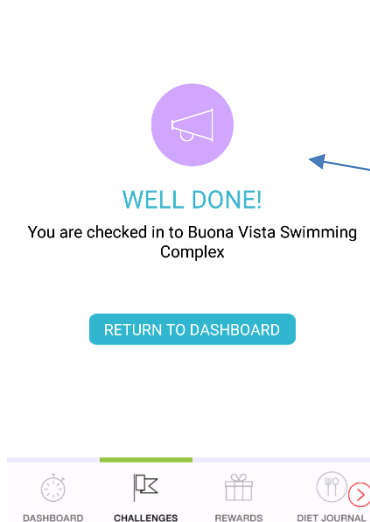 WELL DONE!
You are checked in to Buona Vista Swimming
Complex
RETURN TO DASHBOARD
DASHBOARD CHALLENGES REWARDS DIET JOURNAL